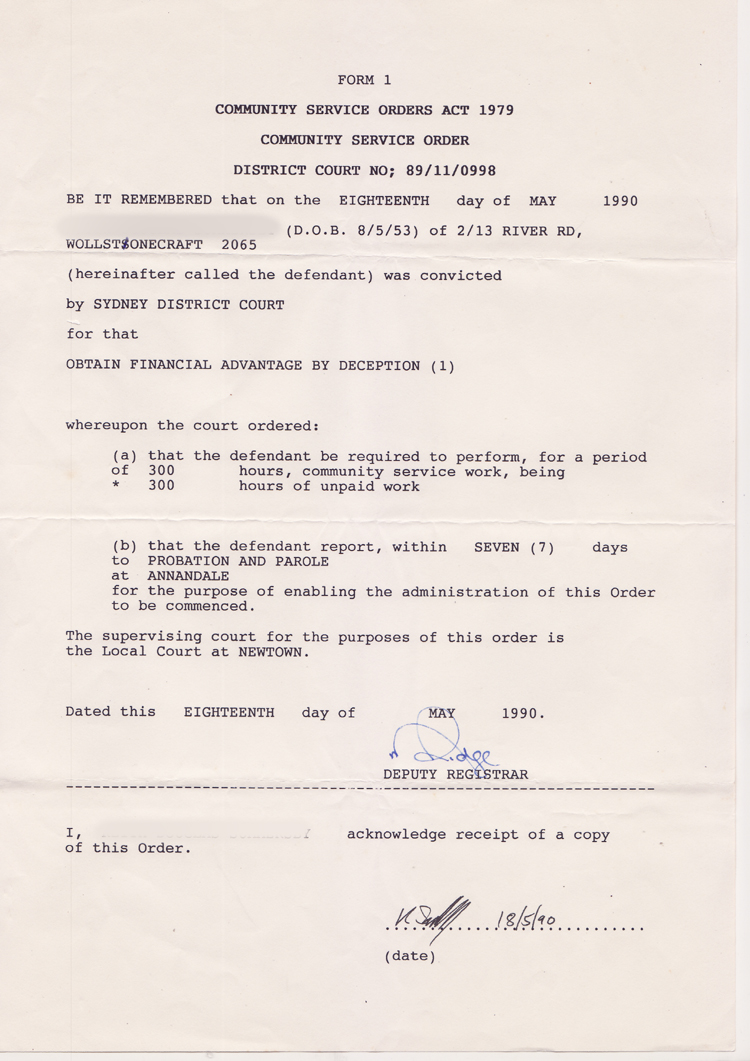 FORM 1
COMMUNITY SERVICE ORDERS ACT 1979
COMMUNITY SERVICE ORDER
DISTRICT COURT NO; 89/11/0998
BE IT REMEMBERED that on the EIGHTEENTH day of MAY 1990
(D.O.B. 8/5/53) of 2/13 RIVER RD,
WOLLSTSONECRAFT 2065
(hereinafter called the defendant) was convicted
by SYDNEY DISTRICT COURT
for that
OBTAIN FINANCIAL ADVANTAGE BY DECEPTION (1)
whereupon the court ordered:
(a) that the defendant be required to perform, for a period
of 300 hours, community service work, being
* 300 hours of unpaid work
(b) that the defendant report, within SEVEN (7) days
to PROBATION AND PAROLE
at ANNANDALE
for the purpose of enabling the administration of this Order
to be commenced.
The supervising court for the purposes of this order is
the Local Court at NEWTOWN.
Dated this EIGHTEENTH day of MAY 1990.
DEPUTY REGISTRAR
I, acknowledge receipt of a copy
of this Order.
18/5/90
(date)